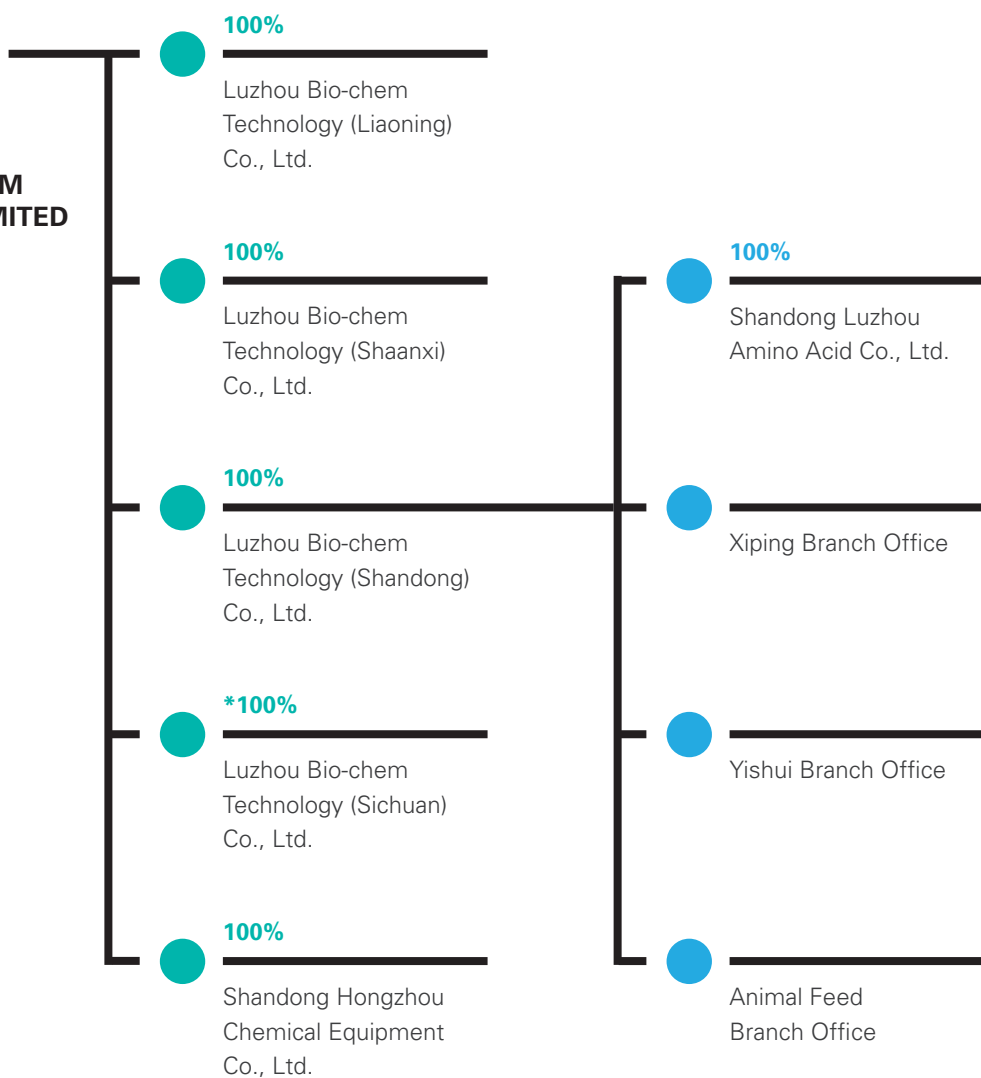 100%
Luzhou Bio-chem
Technology (Liaoning)
Co., Ltd.
M
MITED
100%
Luzhou Bio-chem
Technology (Shaanxi)
Co., Ltd.
100%
Shandong Luzhou
Amino Acid Co., Ltd.
100%
Luzhou Bio-chem
Technology (Shandong)
Co., Ltd.
Xiping Branch Office
*100%
Luzhou Bio-chem
Technology (Sichuan)
Co., Ltd.
Yishui Branch Office
100%
Shandong Hongzhou
Chemical Equipment
Co., Ltd.
Animal Feed
Branch Office